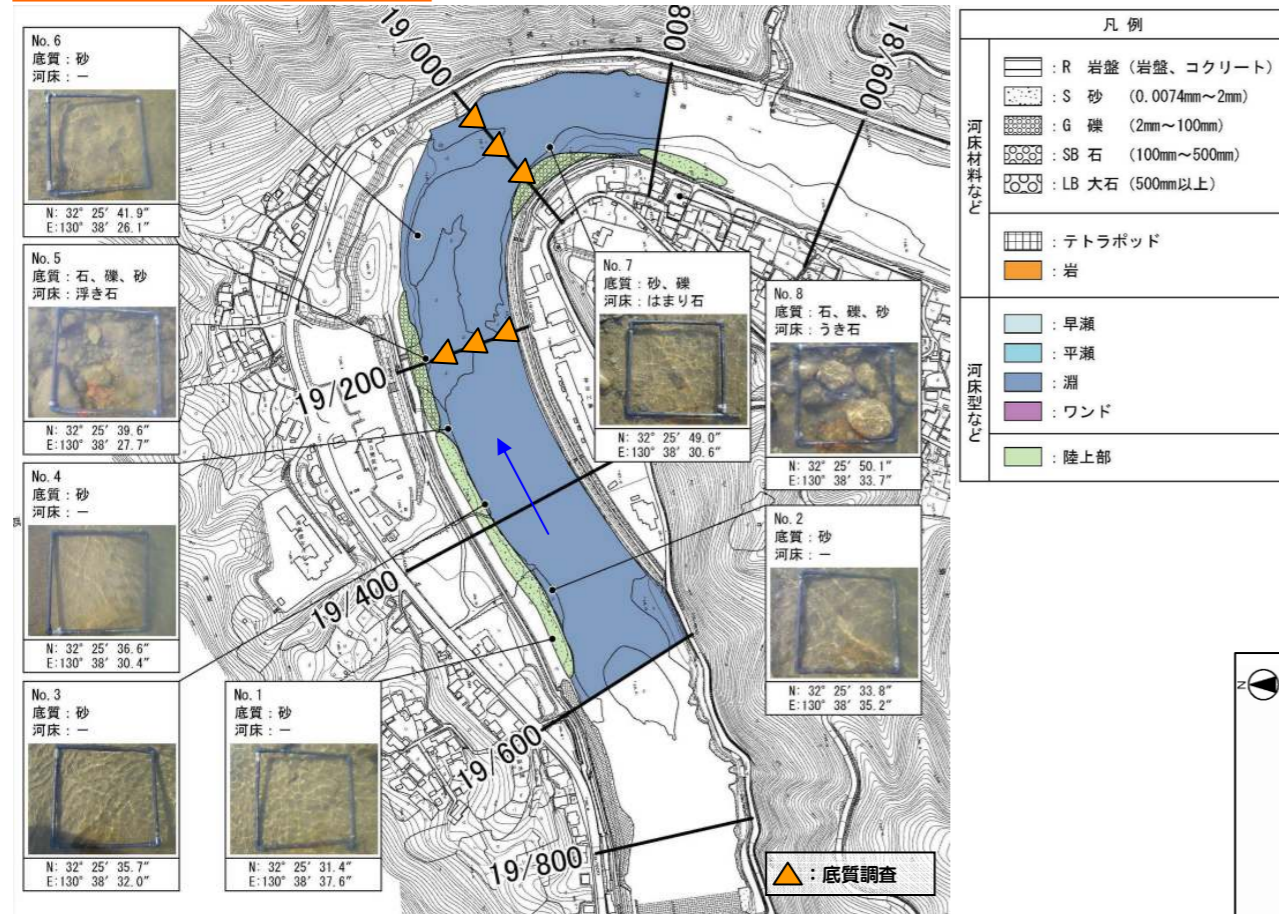 No. 6
底質：砂
河床：－
N: 32° 25′ 41.9″
E:130° 38′ 26.1″
No. 5
底質：石、礫、砂
河床：浮き石
N: 32° 25′ 39.6″
E:130° 38′ 27.7″
No. 4
底質：砂
河床：－
N: 32° 25′ 36.6″
E:130° 38′ 30.4″
No. 3
底質：砂
河床：－
N: 32° 25′ 35.7″
E:130° 38′ 32.0″
No. 1
底質：砂
河床：－
N: 32° 25′ 31.4″
E:130° 38′ 37.6″
No. 7
底質：砂、礫
河床：はまり石
N: 32° 25′ 49.0″
E:130° 38′ 30.6″
No. 8
底質：石、礫、砂
河床：うき石
N: 32° 25′ 50.1″
E:130° 38′ 33.7″
No. 2
底質：砂
河床：－
N: 32° 25′ 33.8″
E:130° 38′ 35.2″
19/000
800
18/600
19/200
19/400
19/600
19/800
：底質調査
凡 例
河床材料など
：R 岩盤（岩盤、コクリート）
：S 砂 （0.0074mm～2mm）
：G 礫 （2mm～100mm）
：SB 石 （100mm～500mm）
：LB 大石（500mm以上）
：テトラポッド
：岩
河床型など
：早瀬
：平瀬
：淵
：ワンド
：陸上部
N